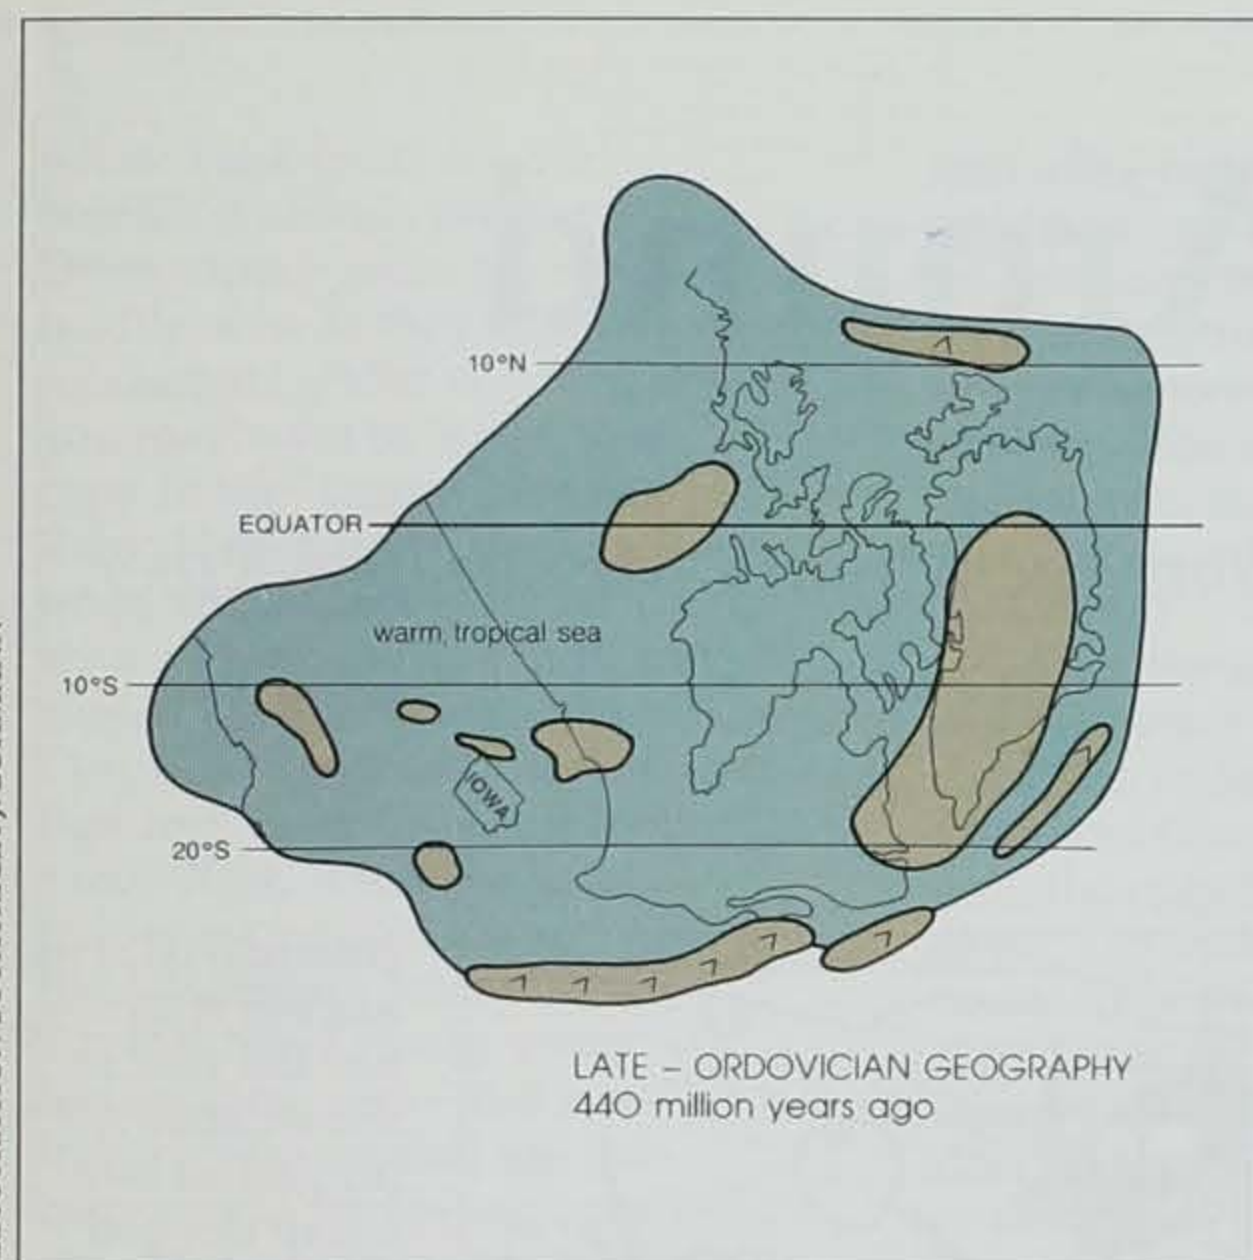 10°N
EQUATOR
warm, tropical sea
10°S
IOWA
20°S
LATE – ORDOVICIAN GEOGRAPHY
440 million years ago